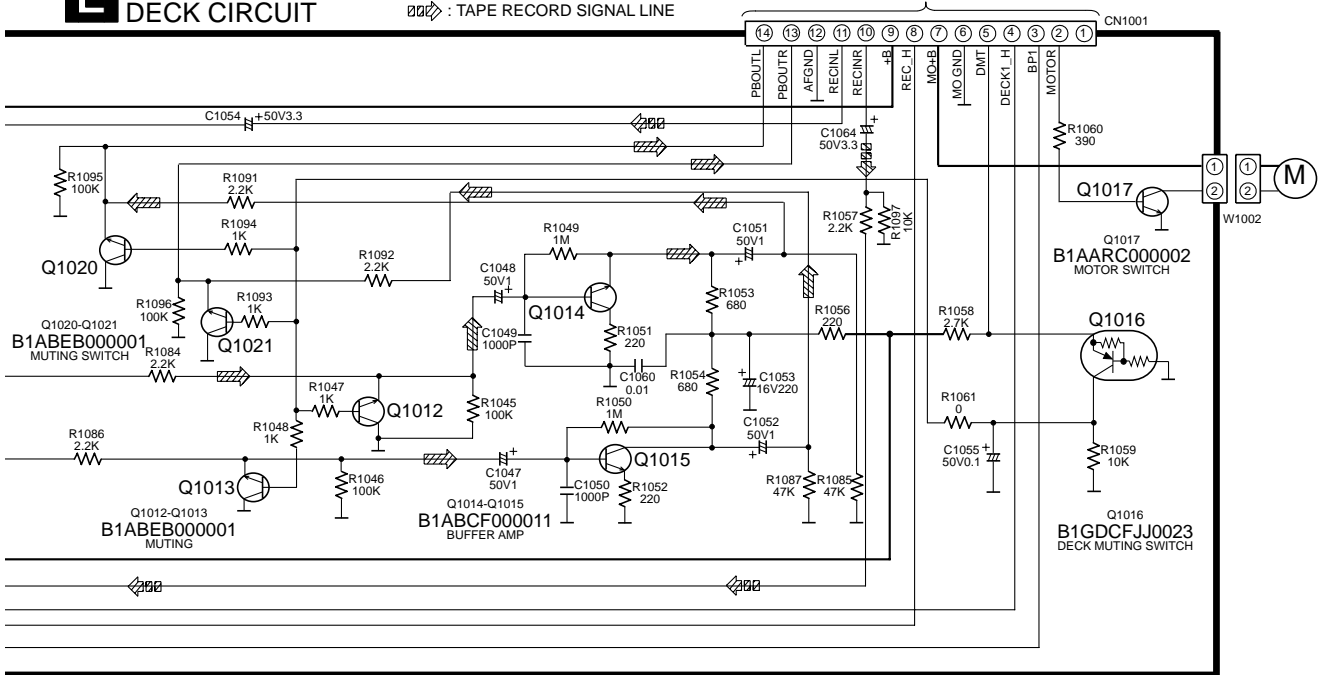 DECK CIRCUIT
: TAPE RECORD SIGNAL LINE
CN1001
14 13 12 11 10 9 8 7 6 5 4 3 2 1
PBOUTL
PBOUTR
AFGND
RECINL
RECINR
+B
REC_H
MO+B
MO GND
DMT
DECK1_H
BP1
MOTOR
C1054 + 50V3.3
C1064 +
50V3.3
R1060
390
R1095
100K
R1091
2.2K
R1094
1K
Q1020
R1092
2.2K
R1049
1M
C1051
50V1
+
R1057
2.2K
R1097
10K
Q1017
1
2
1
2
M
W1002
Q1017
B1AARC000002
MOTOR SWITCH
C1048
50V1
+
Q1014
R1053
680
R1096
100K
R1093
1K
Q1021
Q1020-Q1021
B1ABEB000001
MUTING SWITCH
C1049
1000P
R1051
220
R1056
220
R1058
2.7K
Q1016
R1084
2.2K
C1060
0.01
R1054
680
+
C1053
16V220
R1047
1K
Q1012
R1045
100K
R1050
1M
C1052
50V1
+
R1061
0
R1048
1K
R1086
2.2K
C1047
50V1
+
Q1015
C1055
50V0.1
+
R1059
10K
Q1013
R1046
100K
C1050
1000P
R1052
220
R1087
47K
R1085
47K
Q1012-Q1013
B1ABEB000001
MUTING
Q1014-Q1015
B1ABCF000011
BUFFER AMP
Q1016
B1GDCFJJ0023
DECK MUTING SWITCH